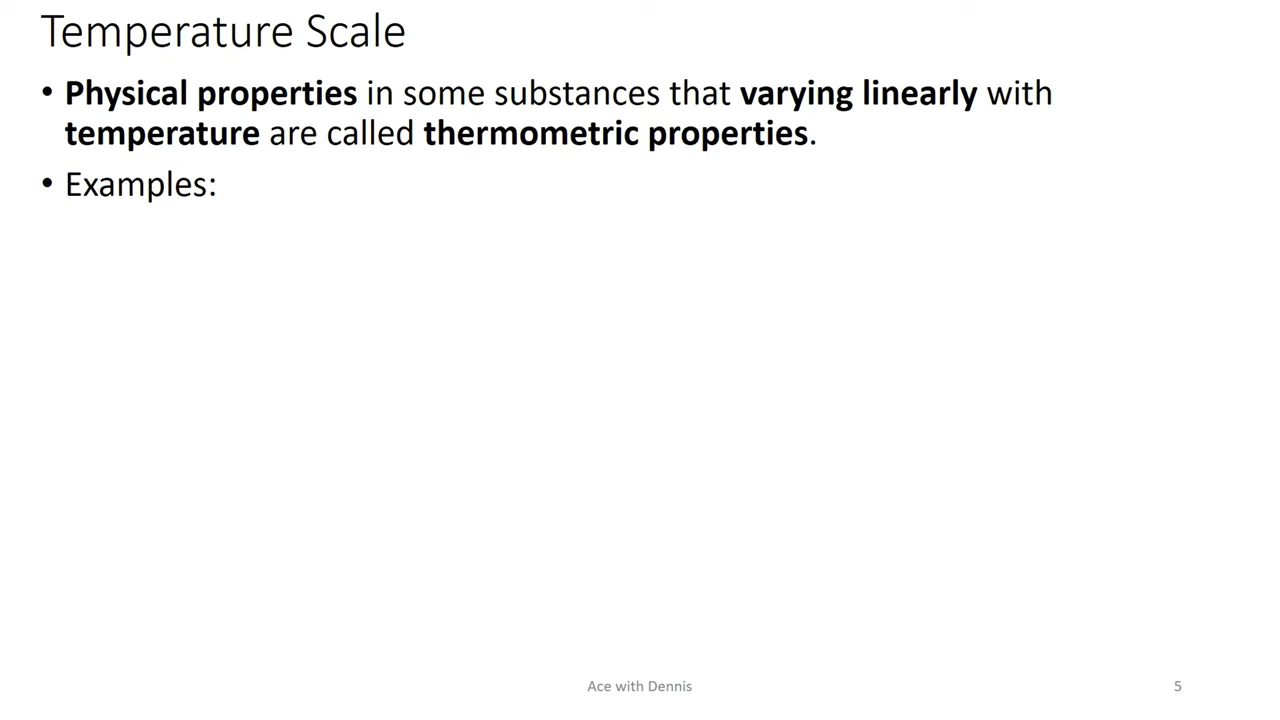 Temperature Scale
• Physical properties in some substances that varying linearly with
temperature are called thermometric properties.
• Examples:
Ace with Dennis
5